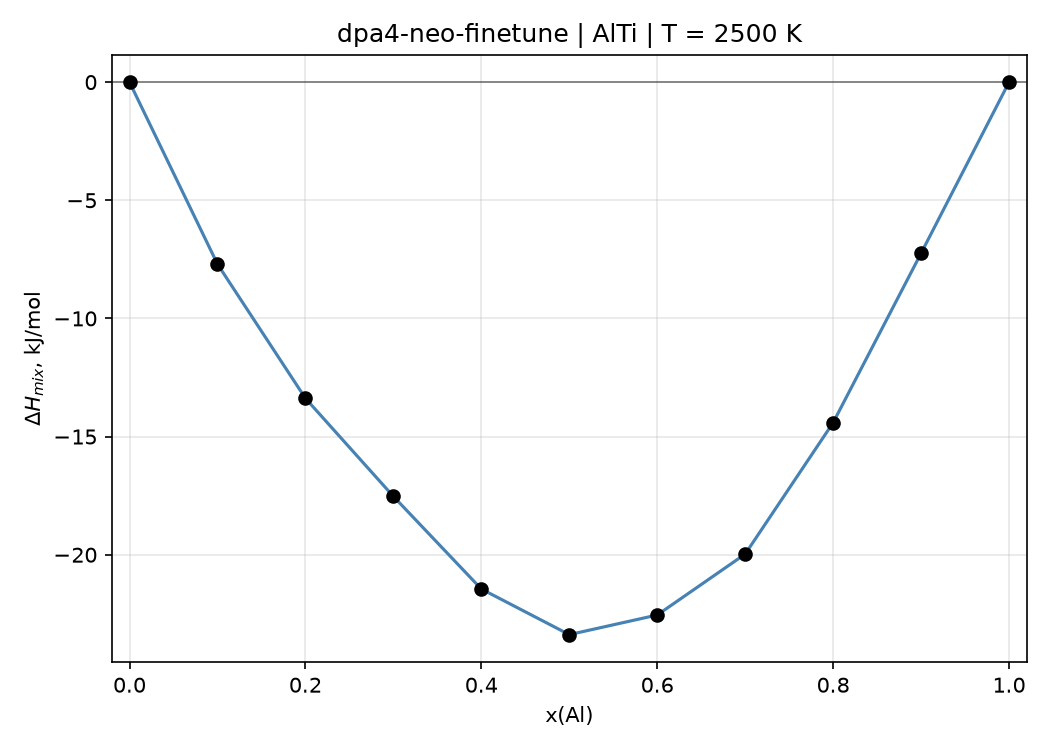 dpa4-neo-finetune | AlTi | T = 2500 K
0
−5
−10
−15
−20
ΔHmix, kJ/mol
0.0 0.2 0.4 0.6 0.8 1.0
x(Al)